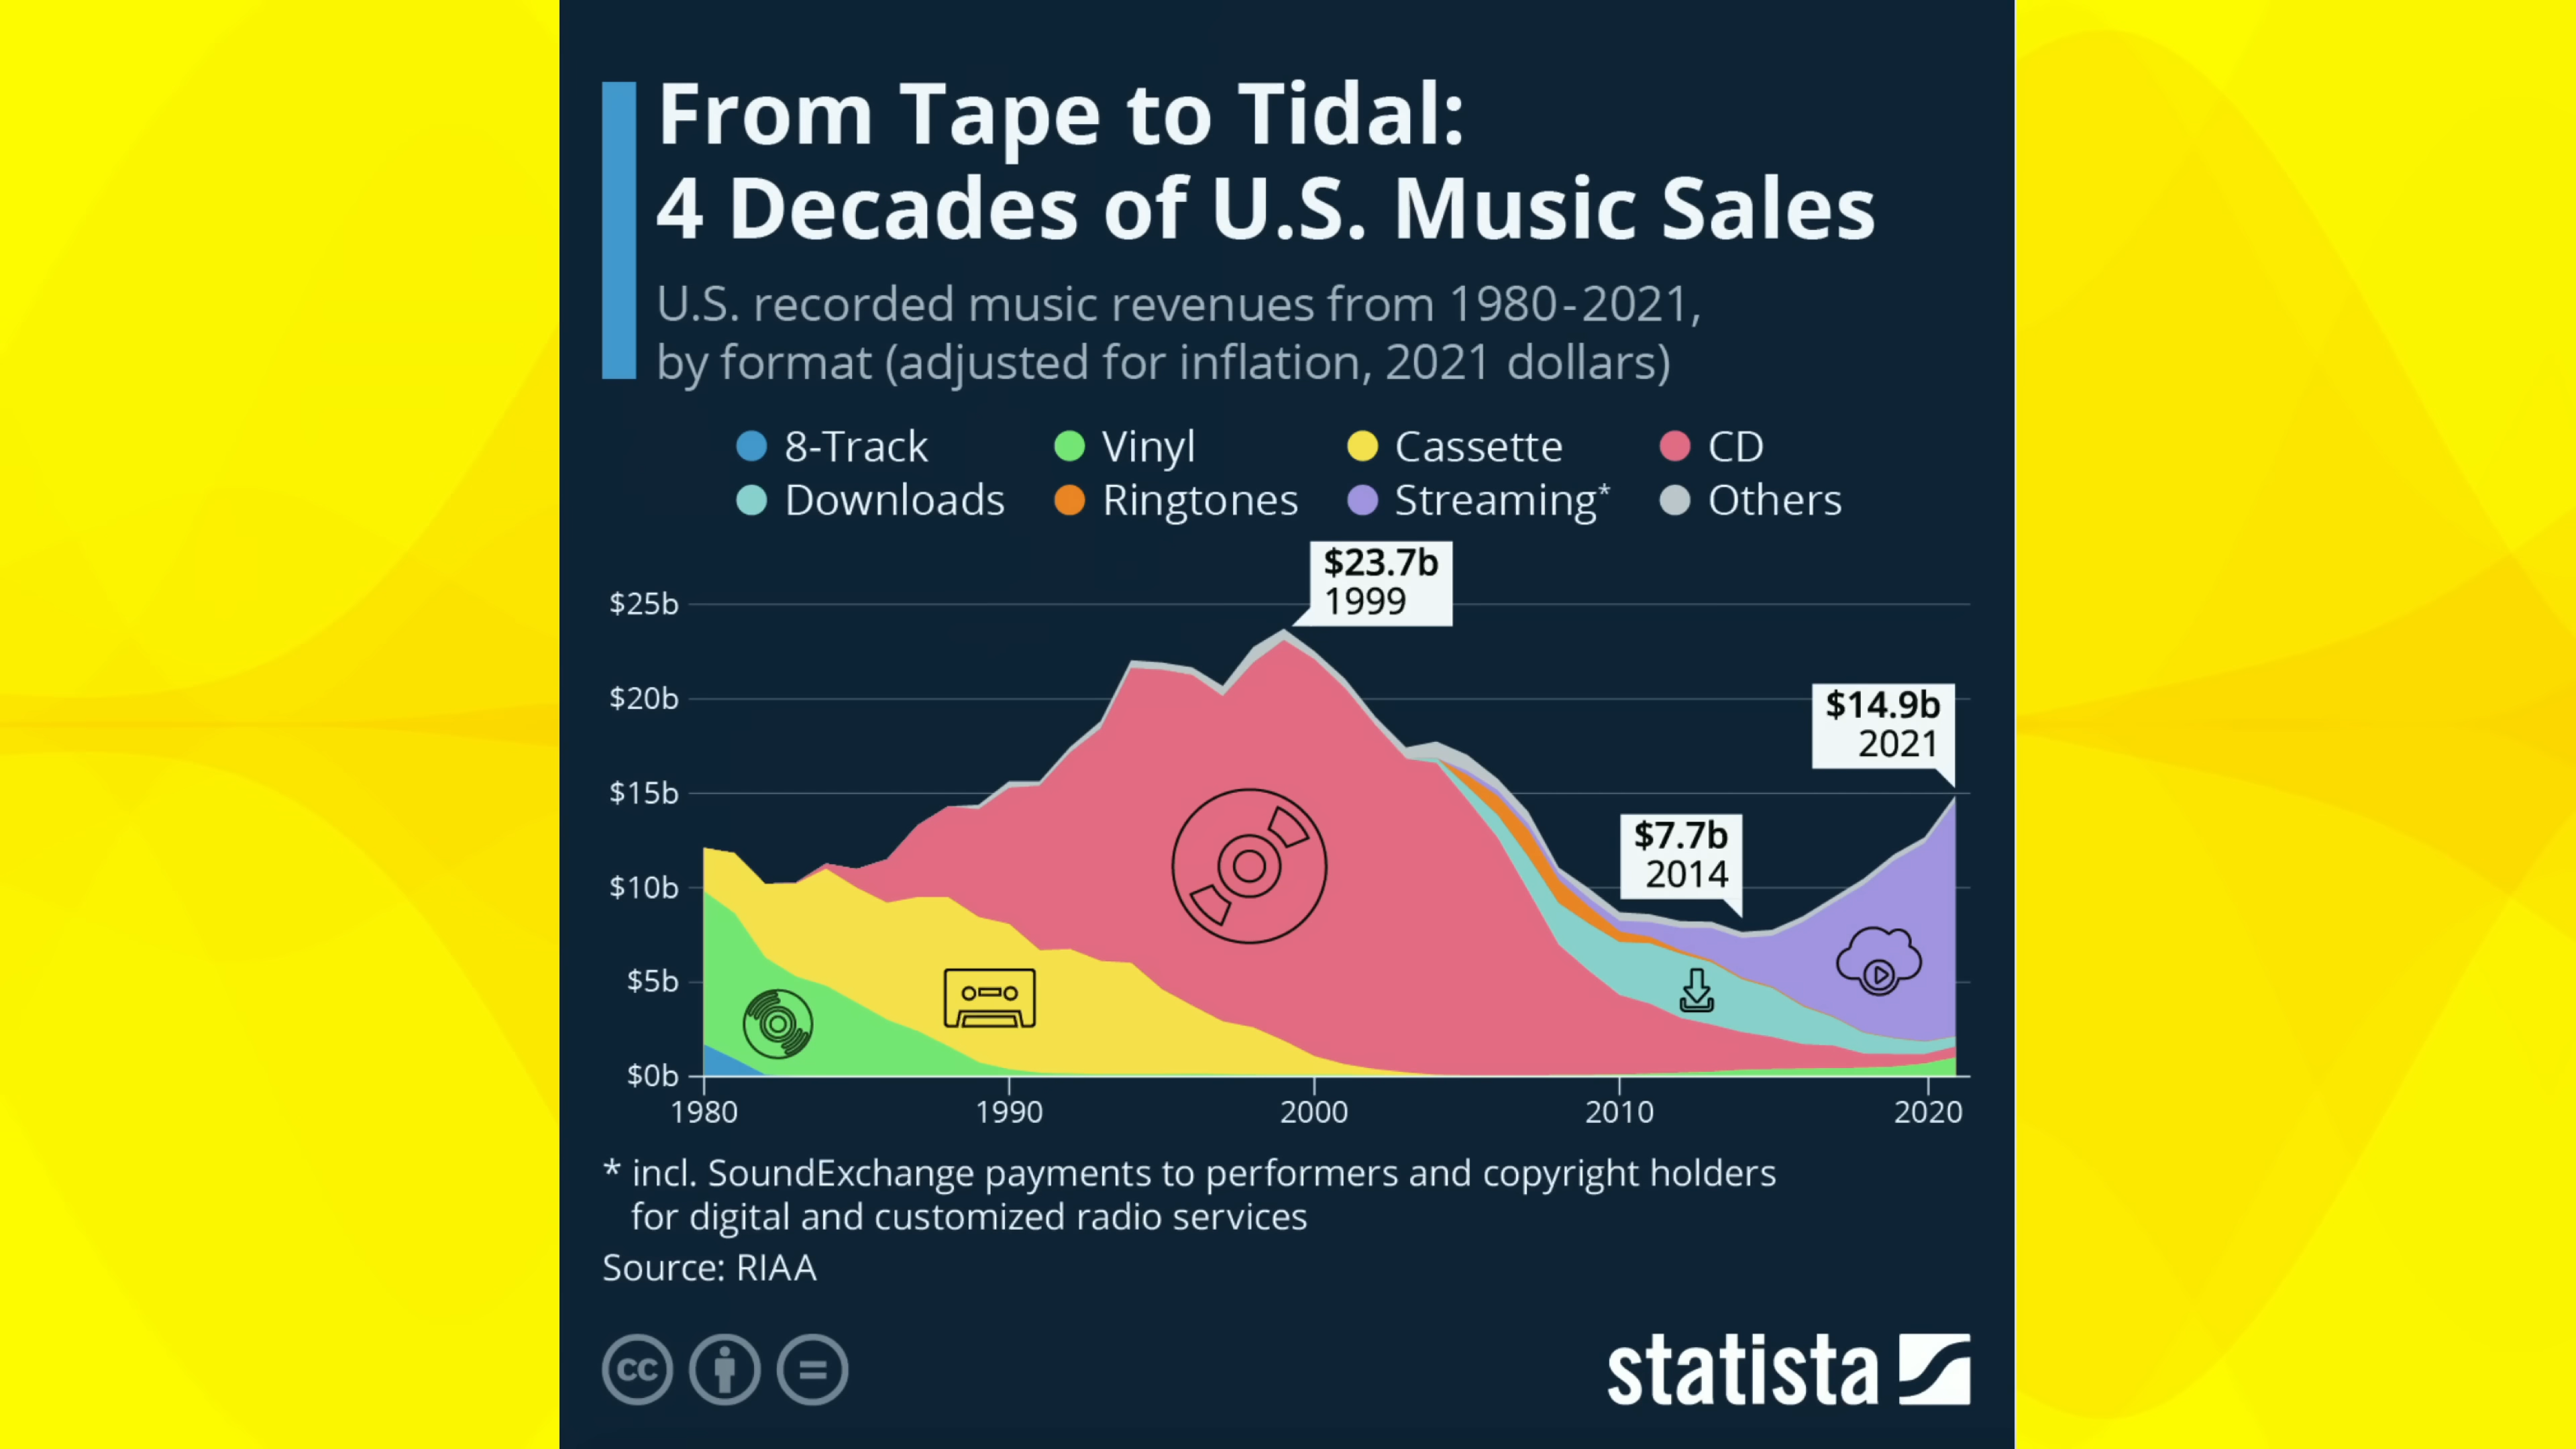 From Tape to Tidal:
4 Decades of U.S. Music Sales
U.S. recorded music revenues from 1980-2021,
by format (adjusted for inflation, 2021 dollars)
8-Track Vinyl Cassette CD
Downloads Ringtones Streaming* Others
$23.7b
1999
$25b
$20b
$14.9b
2021
$15b
$7.7b
2014
$10b
$5b
$0b
1980 1990 2000 2010 2020
* incl. SoundExchange payments to performers and copyright holders
for digital and customized radio services
Source: RIAA
cc
statista